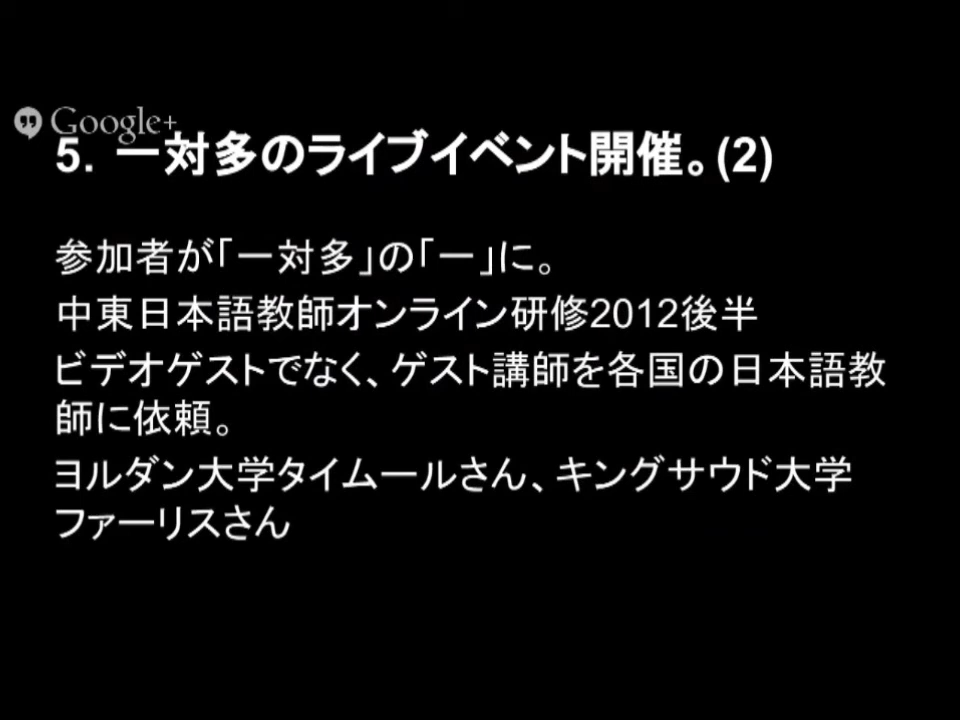 Google+
5. 一対多のライブイベント開催。(2)
参加者が｢一対多｣の｢一｣に。
中東日本語教師オンライン研修2012後半
ビデオゲストでなく、ゲスト講師を各国の日本語教
師に依頼。
ヨルダン大学タイムールさん、キングサウド大学
ファーリスさん